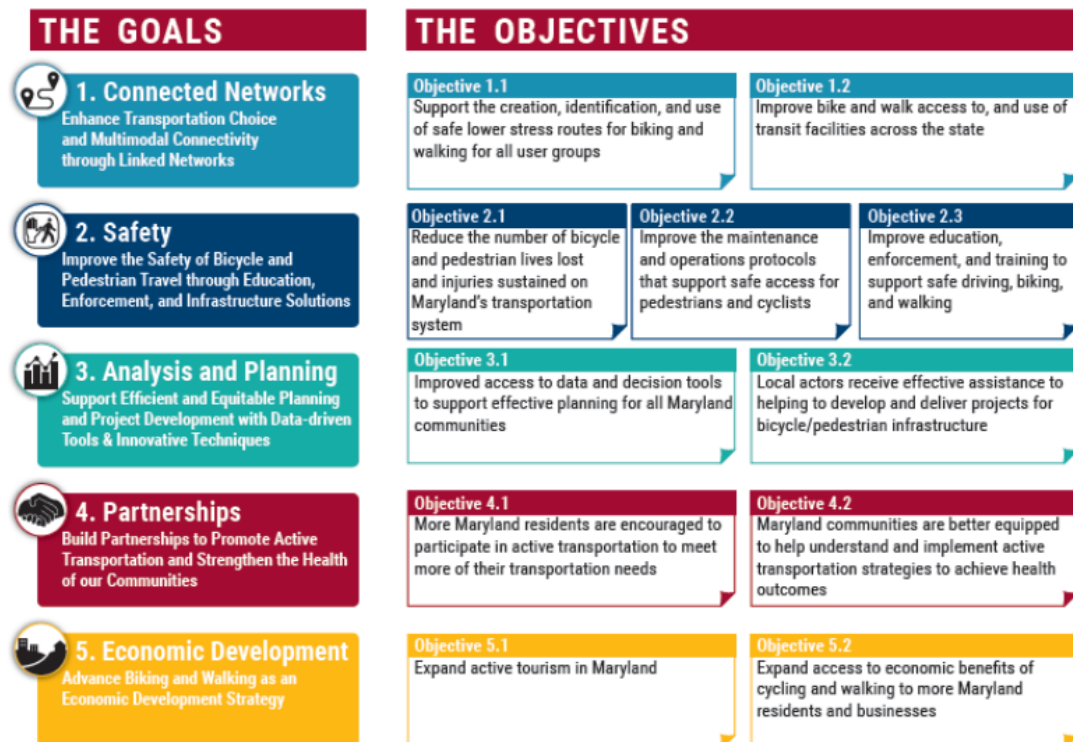 THE GOALS
THE OBJECTIVES
1. Connected Networks
Enhance Transportation Choice
and Multimodal Connectivity
through Linked Networks
Objective 1.1
Support the creation, identification, and use
of safe lower stress routes for biking and
walking for all user groups
Objective 1.2
Improve bike and walk access to, and use of
transit facilities across the state
2. Safety
Improve the Safety of Bicycle and
Pedestrian Travel through Education,
Enforcement, and Infrastructure Solutions
Objective 2.1
Reduce the number of bicycle
and pedestrian lives lost
and injuries sustained on
Maryland's transportation
system
Objective 2.2
Improve the maintenance
and operations protocols
that support safe access for
pedestrians and cyclists
Objective 2.3
Improve education,
enforcement, and training to
support safe driving, biking,
and walking
3. Analysis and Planning
Support Efficient and Equitable Planning
and Project Development with Data-driven
Tools & Innovative Techniques
Objective 3.1
Improved access to data and decision tools
to support effective planning for all Maryland
communities
Objective 3.2
Local actors receive effective assistance to
helping to develop and deliver projects for
bicycle/pedestrian infrastructure
4. Partnerships
Build Partnerships to Promote Active
Transportation and Strengthen the Health
of our Communities
Objective 4.1
More Maryland residents are encouraged to
participate in active transportation to meet
more of their transportation needs
Objective 4.2
Maryland communities are better equipped
to help understand and implement active
transportation strategies to achieve health
outcomes
5. Economic Development
Advance Biking and Walking as an
Economic Development Strategy
Objective 5.1
Expand active tourism in Maryland
Objective 5.2
Expand access to economic benefits of
cycling and walking to more Maryland
residents and businesses